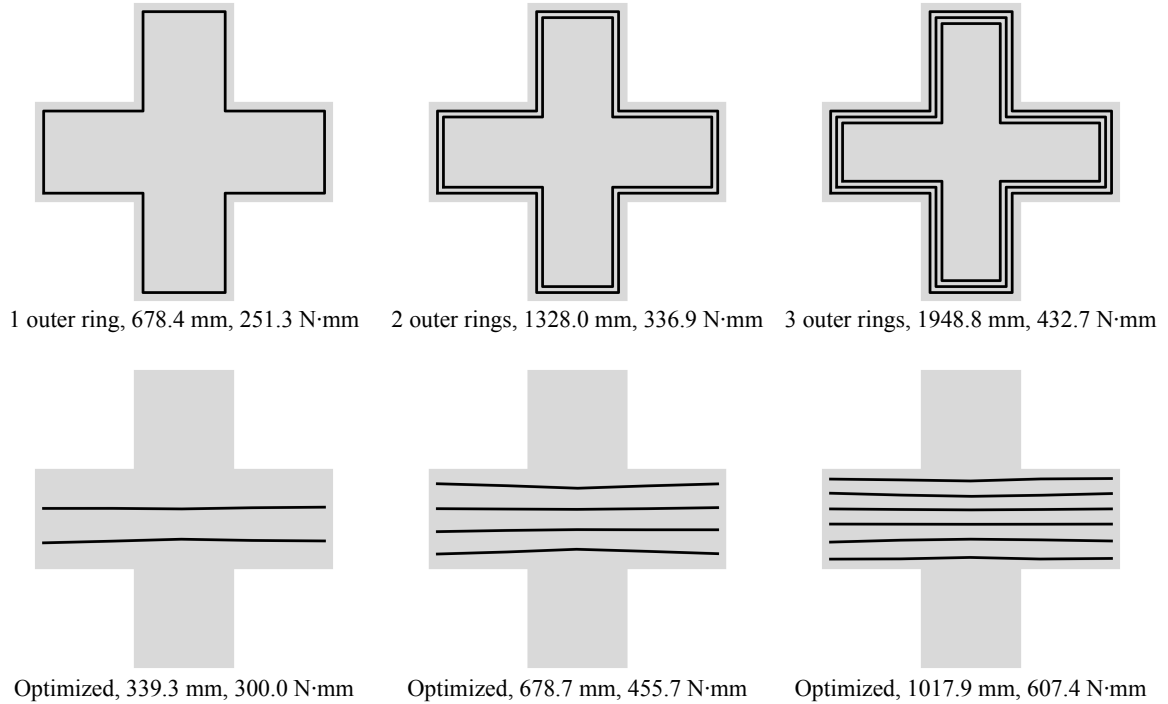 1 outer ring, 678.4 mm, 251.3 N·mm
2 outer rings, 1328.0 mm, 336.9 N·mm
3 outer rings, 1948.8 mm, 432.7 N·mm
Optimized, 339.3 mm, 300.0 N·mm
Optimized, 678.7 mm, 455.7 N·mm
Optimized, 1017.9 mm, 607.4 N·mm